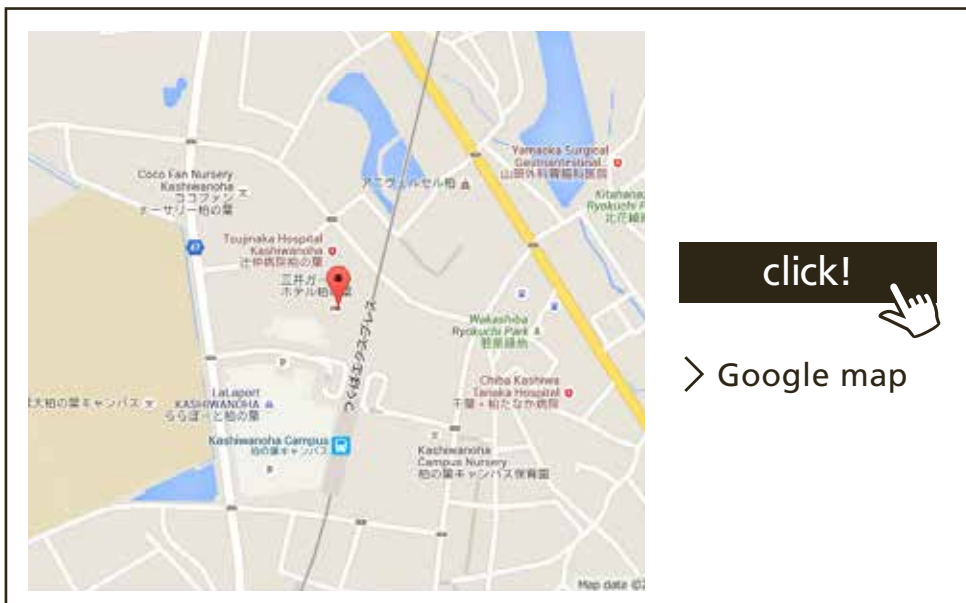 Coco Fan Nursery
Kashiwanoha
ココファン
ナーサリー柏の葉
アニヴェルセル柏
Yamaoka Surgical
Gastrointestinal...
山岡外科胃腸科医院
Kitahana
Ryokuchi P
北花緑
47
Tsujinaka Hospital
Kashiwanoha
辻仲病院柏の葉
三井ガー
ホテル柏の葉
つくばエクスプレス
Wakashiba
Ryokuchi Park
若柴緑地
P
LaLaport
KASHIWANOHA
ららぽーと柏の葉
大柏の葉キャンパス
Chiba Kashiwa
Tanaka Hospital
千葉・柏たなか病院
Kashiwanoha Campus
柏の葉キャンパス
P
Kashiwanoha
Campus Nursery
柏の葉キャンパス保育園
Map date ©2
click!
> Google map